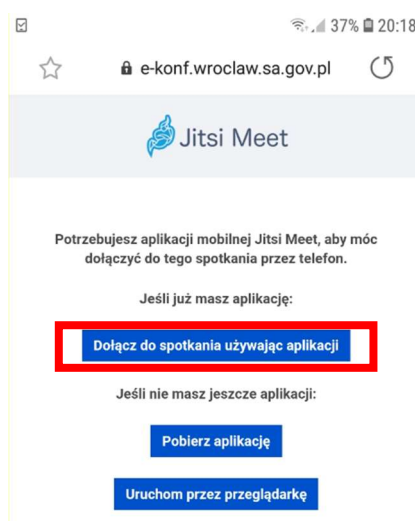 37% 20:18
e-konf.wroclaw.sa.gov.pl
Jitsi Meet
Potrzebujesz aplikacji mobilnej Jitsi Meet, aby móc
dołączyć do tego spotkania przez telefon.
Jeśli już masz aplikację:
Dołącz do spotkania używając aplikacji
Jeśli nie masz jeszcze aplikacji:
Pobierz aplikację
Uruchom przez przeglądarkę